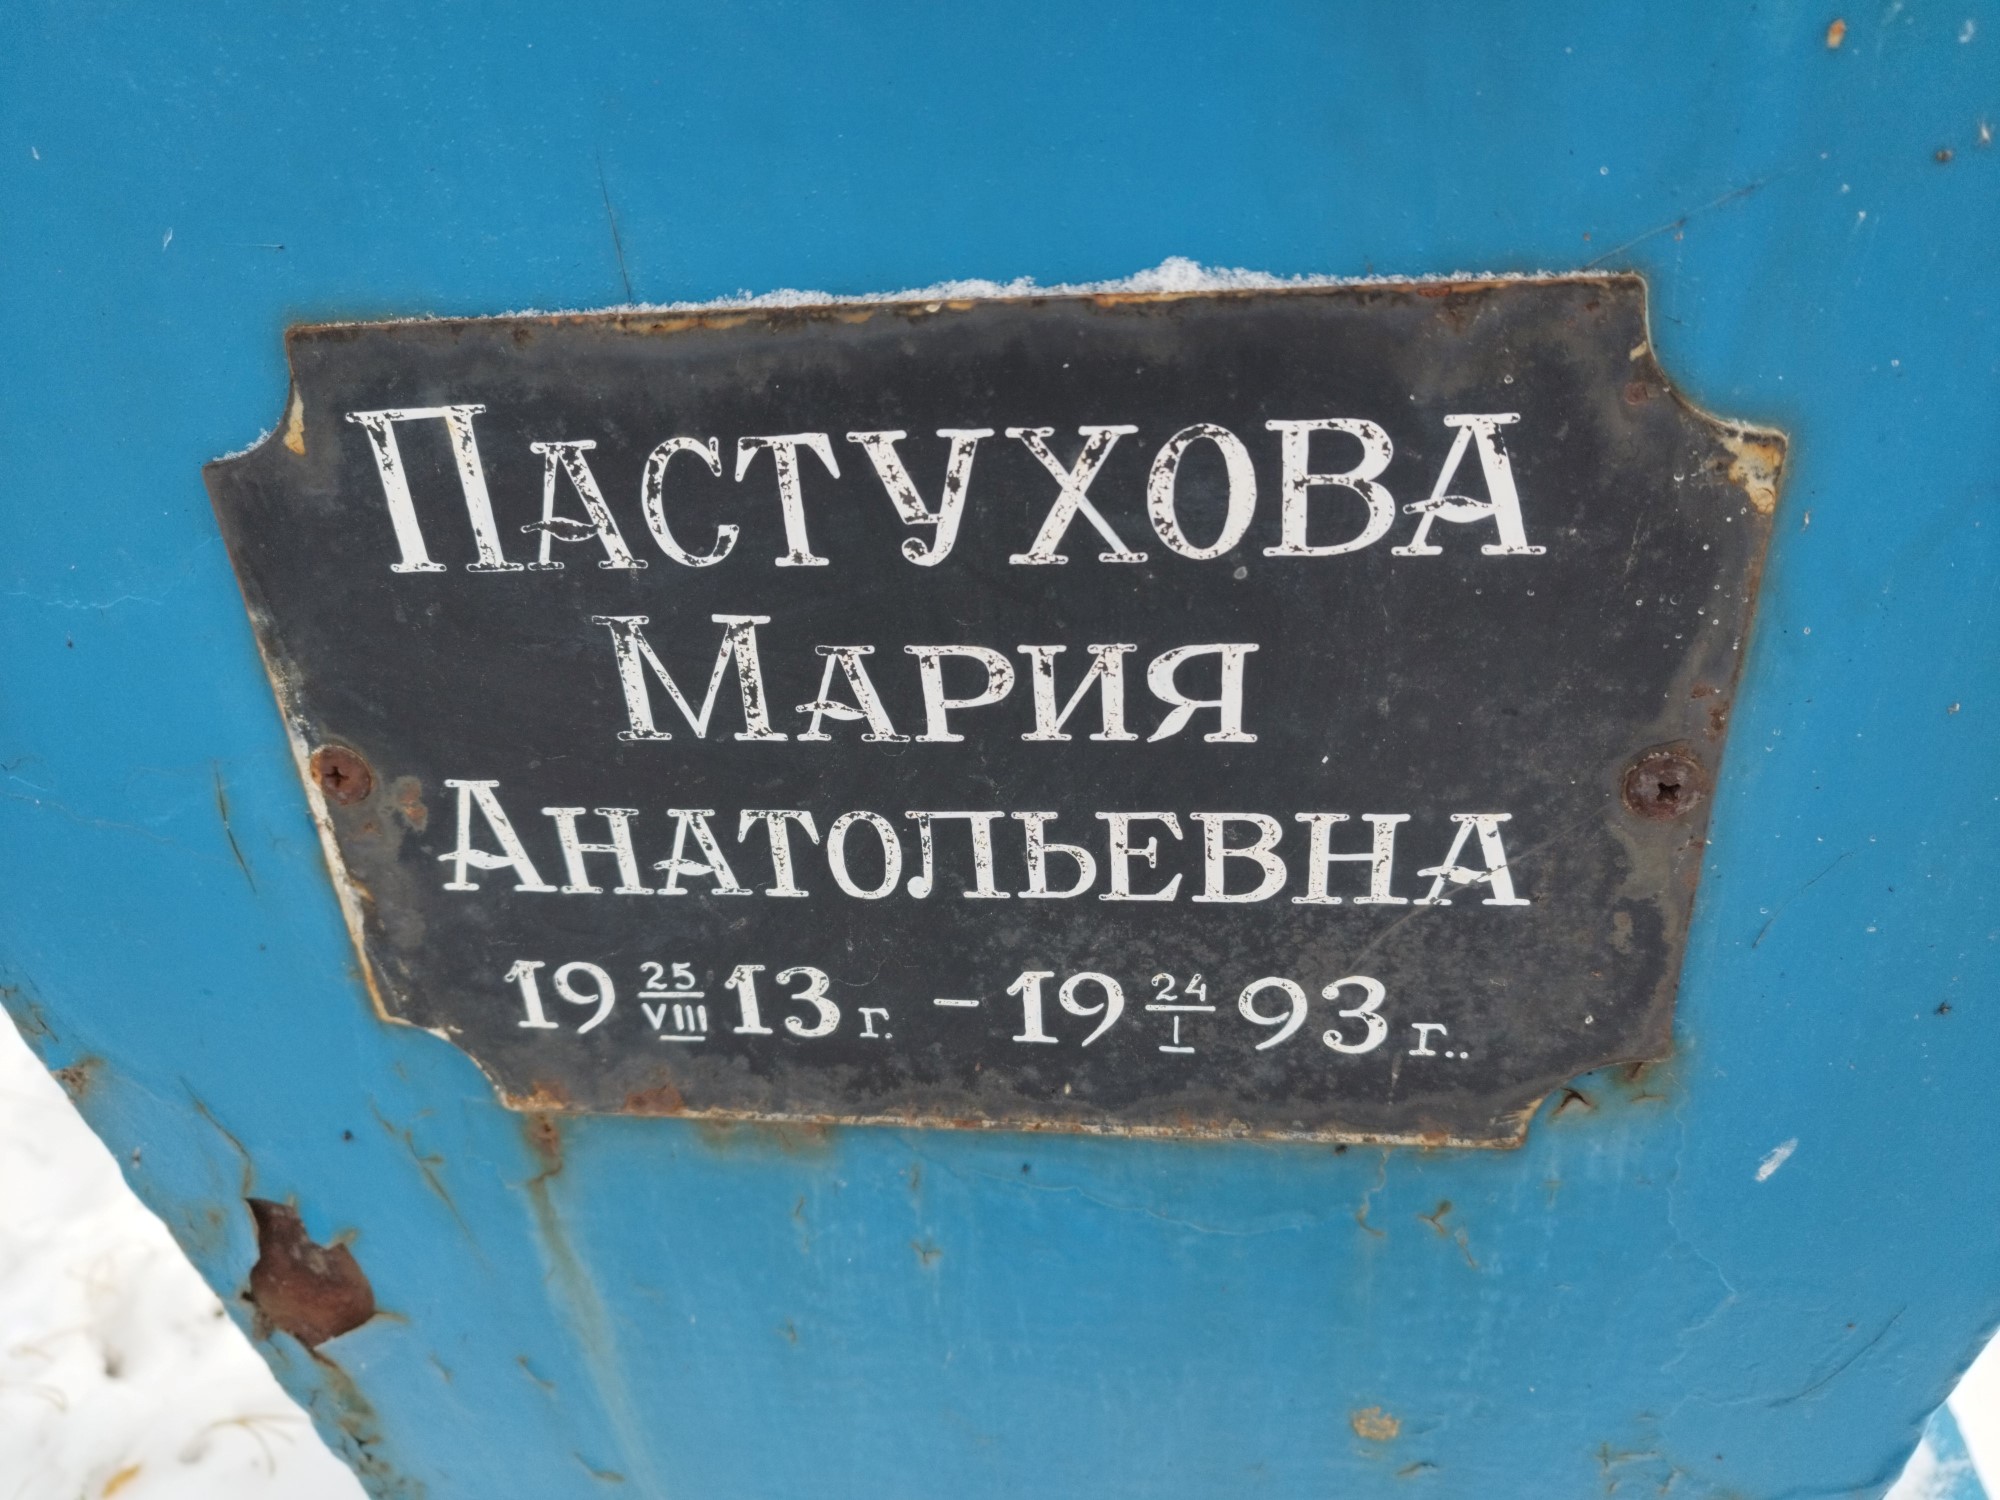 Пастухова
Мария
Анатольевна
19 25/VIII 13 г. - 19 24/I 93 г..